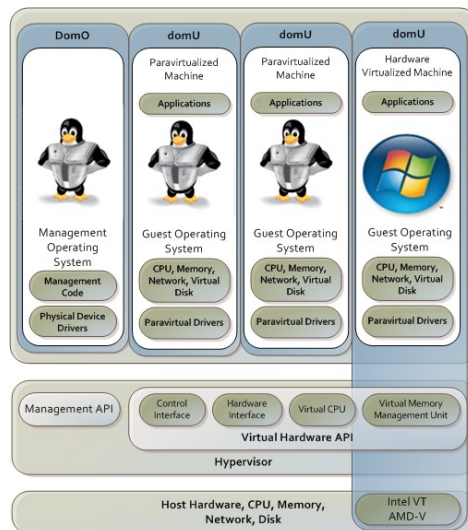 DomO
domU
domU
domU
Paravirtualized
Machine
Paravirtualized
Machine
Hardware
Virtualized Machine
Applications
Applications
Applications
Management
Operating
System
Guest Operating
System
Guest Operating
System
Guest Operating
System
Management
Code
CPU, Memory,
Network, Virtual
Disk
CPU, Memory,
Network, Virtual
Disk
CPU, Memory,
Network, Virtual
Disk
Physical Device
Drivers
Paravirtual Drivers
Paravirtual Drivers
Paravirtual Drivers
Management API
Control
Interface
Hardware
Interface
Virtual CPU
Virtual Memory
Management Unit
Virtual Hardware API
Hypervisor
Host Hardware, CPU, Memory,
Network, Disk
Intel VT
AMD-V